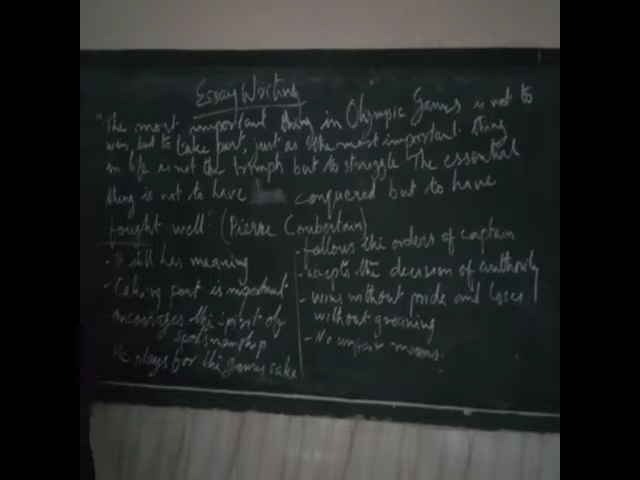 Essay Writing
"The most important thing in Olympic Games is not to
win but to take part, just as the most important thing
in life is not the trimph but to struggle The essential
thing is not to have conquered but to have
fought well" (Pierre Coubertain)
- still has meaning
- Taking part is important
- encourages the spirit of
sportsmanship
He plays for the games sake
- follows the orders of captain
- accepts the decision of authority
- wins without pride and loses
without groaning
- No unfair means.